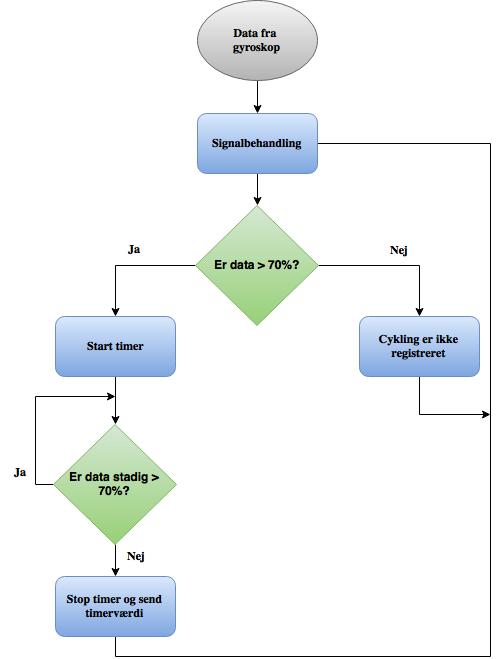 Data fra
gyroskop
Signalbehandling
Ja
Nej
Er data > 70%?
Start timer
Cykling er ikke
registreret
Ja
Er data stadig >
70%?
Nej
Stop timer og send
timerværdi